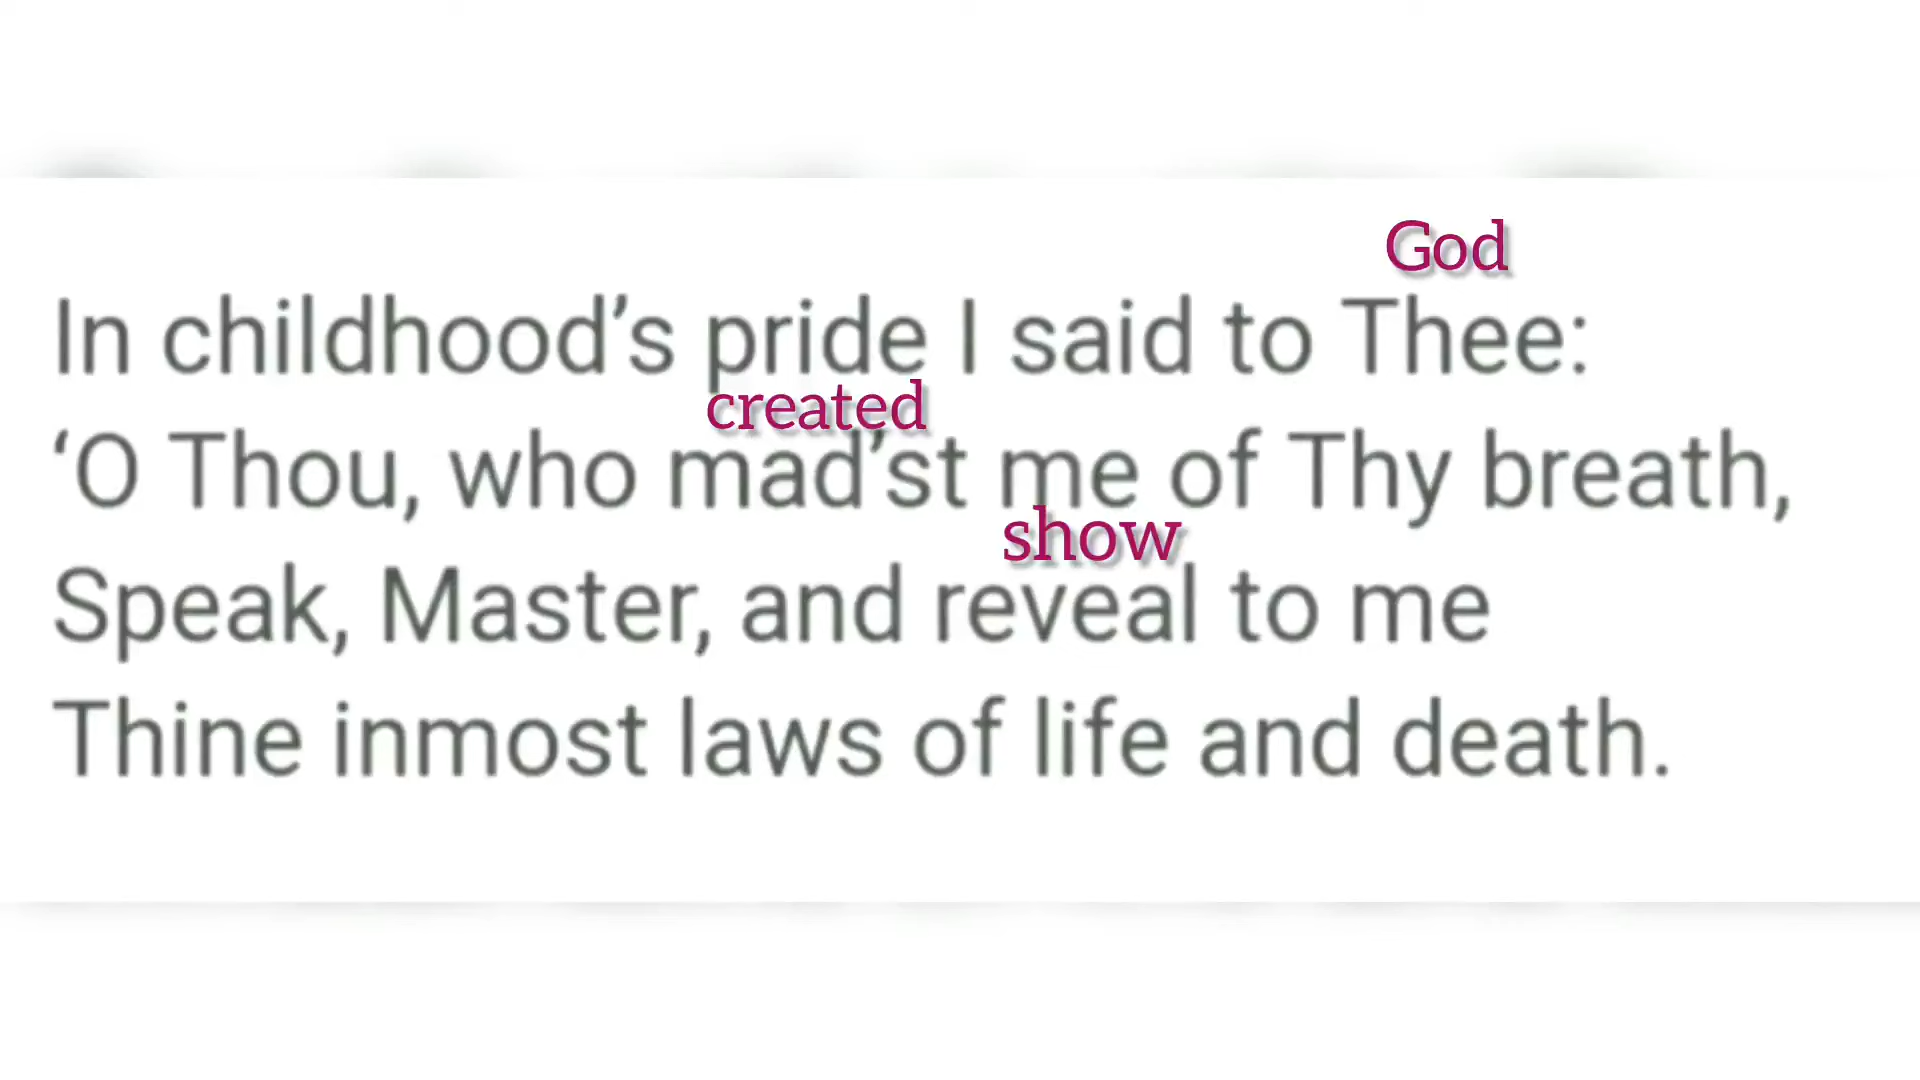 God
In childhood’s pride I said to Thee:
created
‘O Thou, who mad’st me of Thy breath,
show
Speak, Master, and reveal to me
Thine inmost laws of life and death.